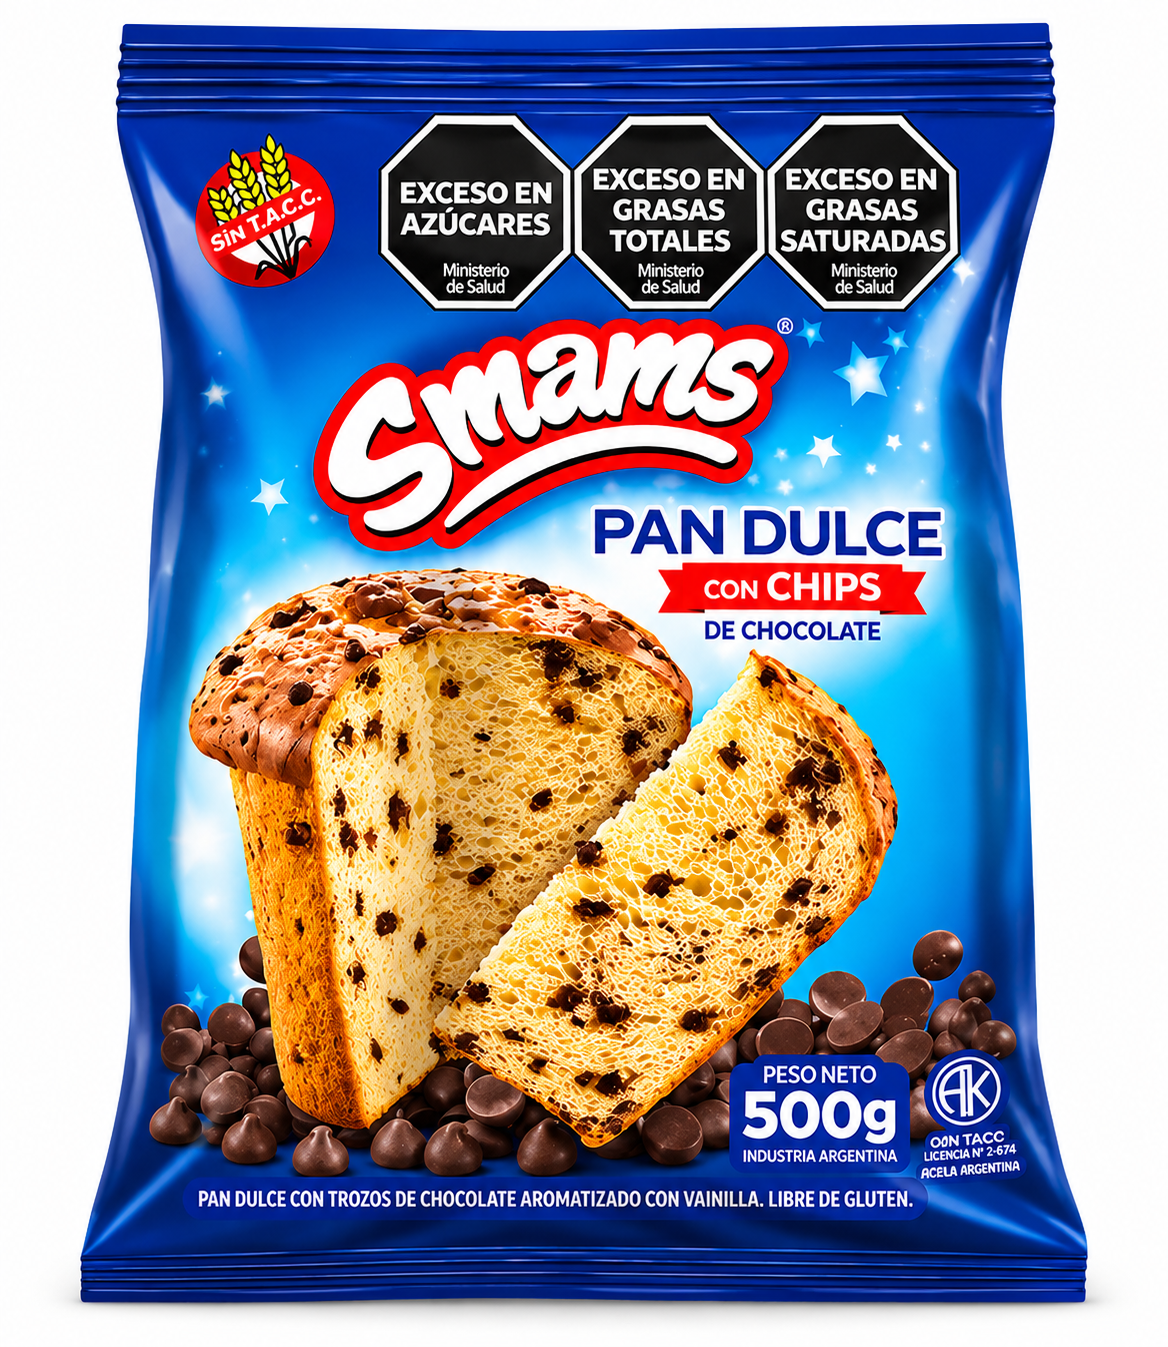 SIN T.A.C.C.
EXCESO EN
AZÚCARES
Ministerio
de Salud
EXCESO EN
GRASAS
TOTALES
Ministerio
de Salud
EXCESO EN
GRASAS
SATURADAS
Ministerio
de Salud
Smams®
PAN DULCE
CON CHIPS
DE CHOCOLATE
PESO NETO
500g
INDUSTRIA ARGENTINA
AK
OON TACC
LICENCIA N° 2-674
ACELA ARGENTINA
PAN DULCE CON TROZOS DE CHOCOLATE AROMATIZADO CON VAINILLA. LIBRE DE GLUTEN.